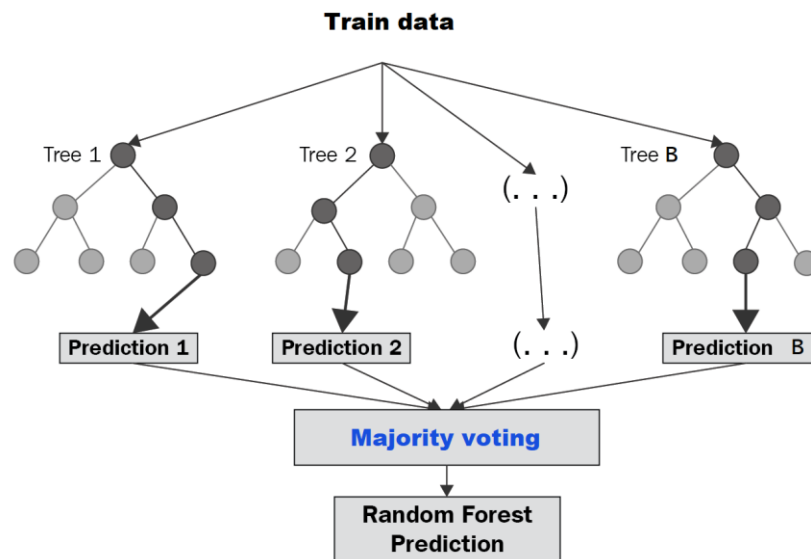 Train data
Tree 1
Tree 2
Tree B
(. . .)
Prediction 1
Prediction 2
(. . .)
Prediction B
Majority voting
Random Forest
Prediction